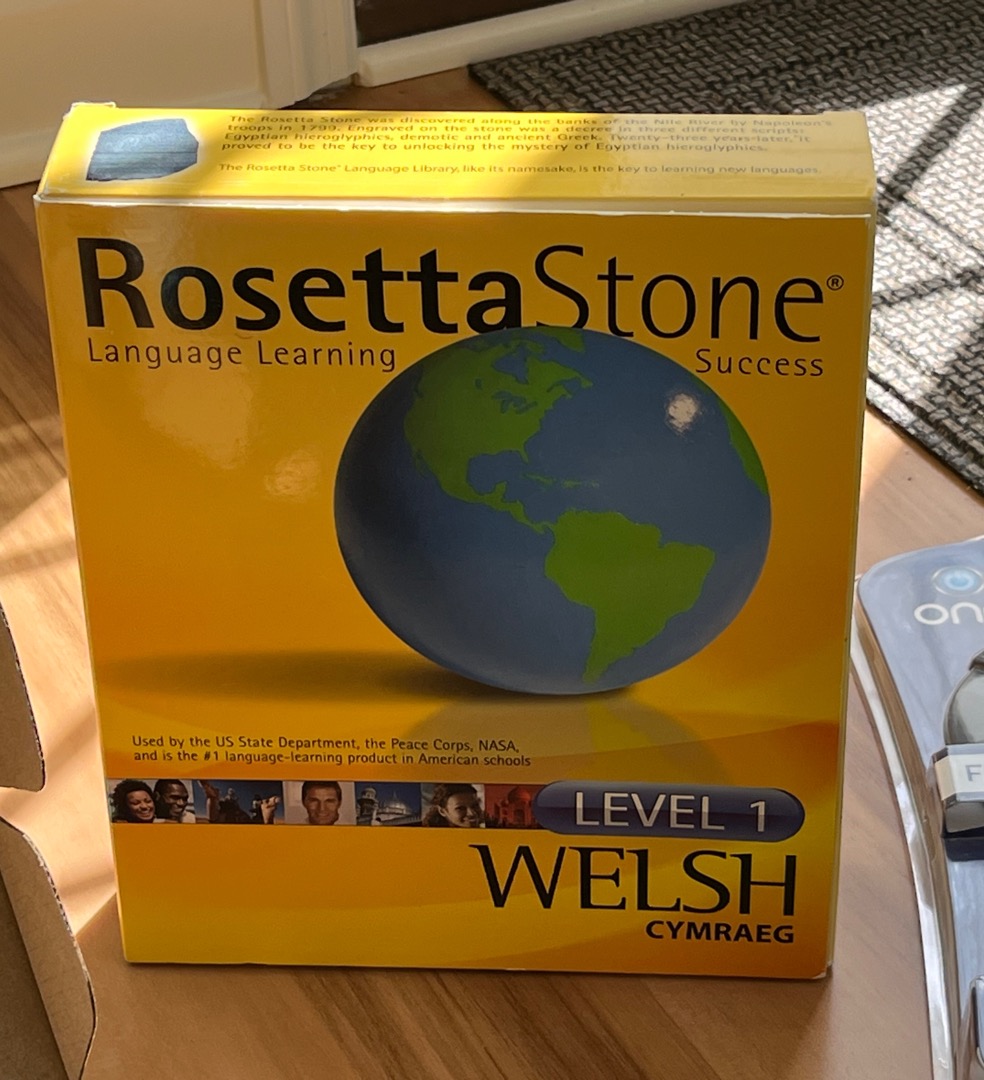 The Rosetta Stone was discovered along the banks of the Nile River by Napoleon's
troops in 1799. Engraved on the stone was a decree in three different scripts:
Egyptian hieroglyphics, demotic and ancient Greek. Twenty-three years later, it
proved to be the key to unlocking the mystery of Egyptian hieroglyphics.
The Rosetta Stone® Language Library, like its namesake, is the key to learning new languages.
RosettaStone®
Language Learning Success
Used by the US State Department, the Peace Corps, NASA,
and is the #1 language-learning product in American schools
LEVEL 1
WELSH
CYMRAEG
on
F